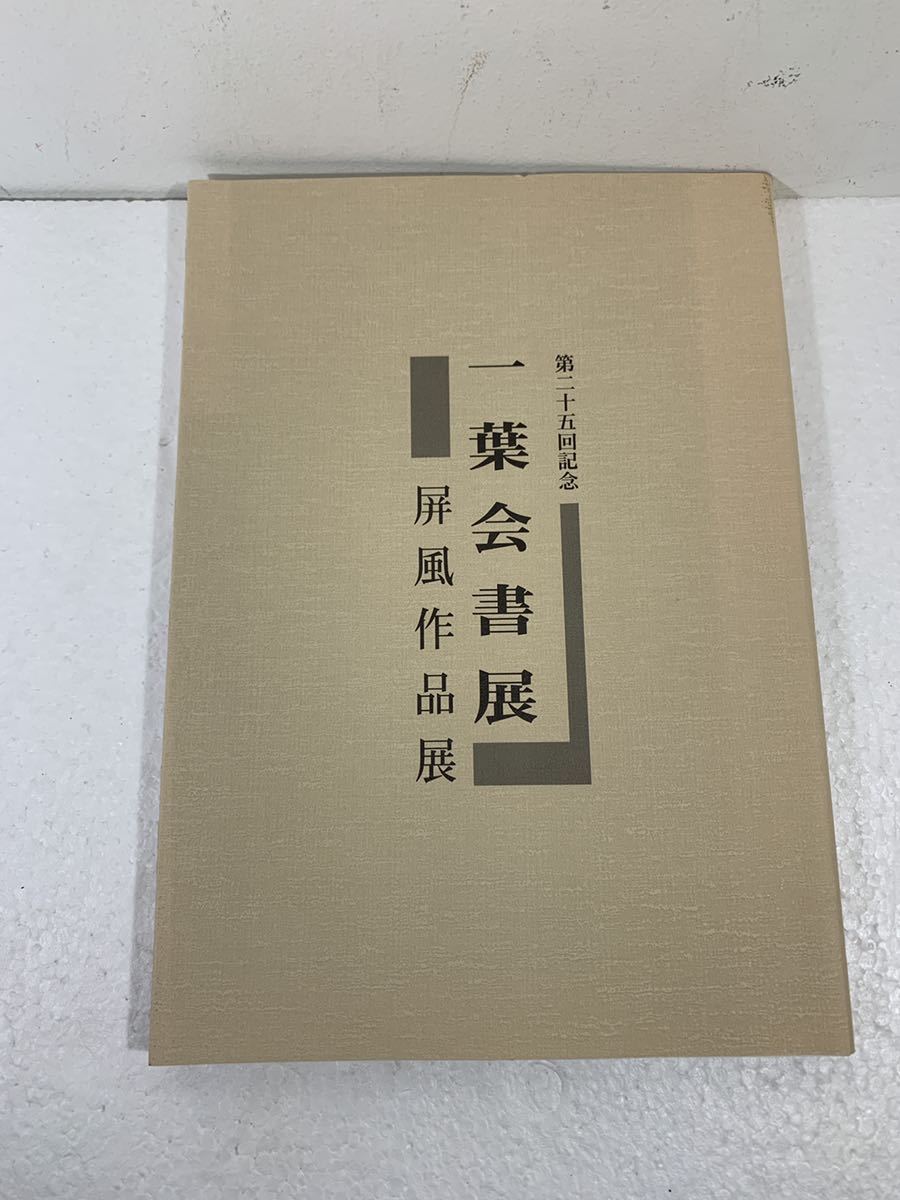 第二十五回記念
一葉会書展
屏風作品展